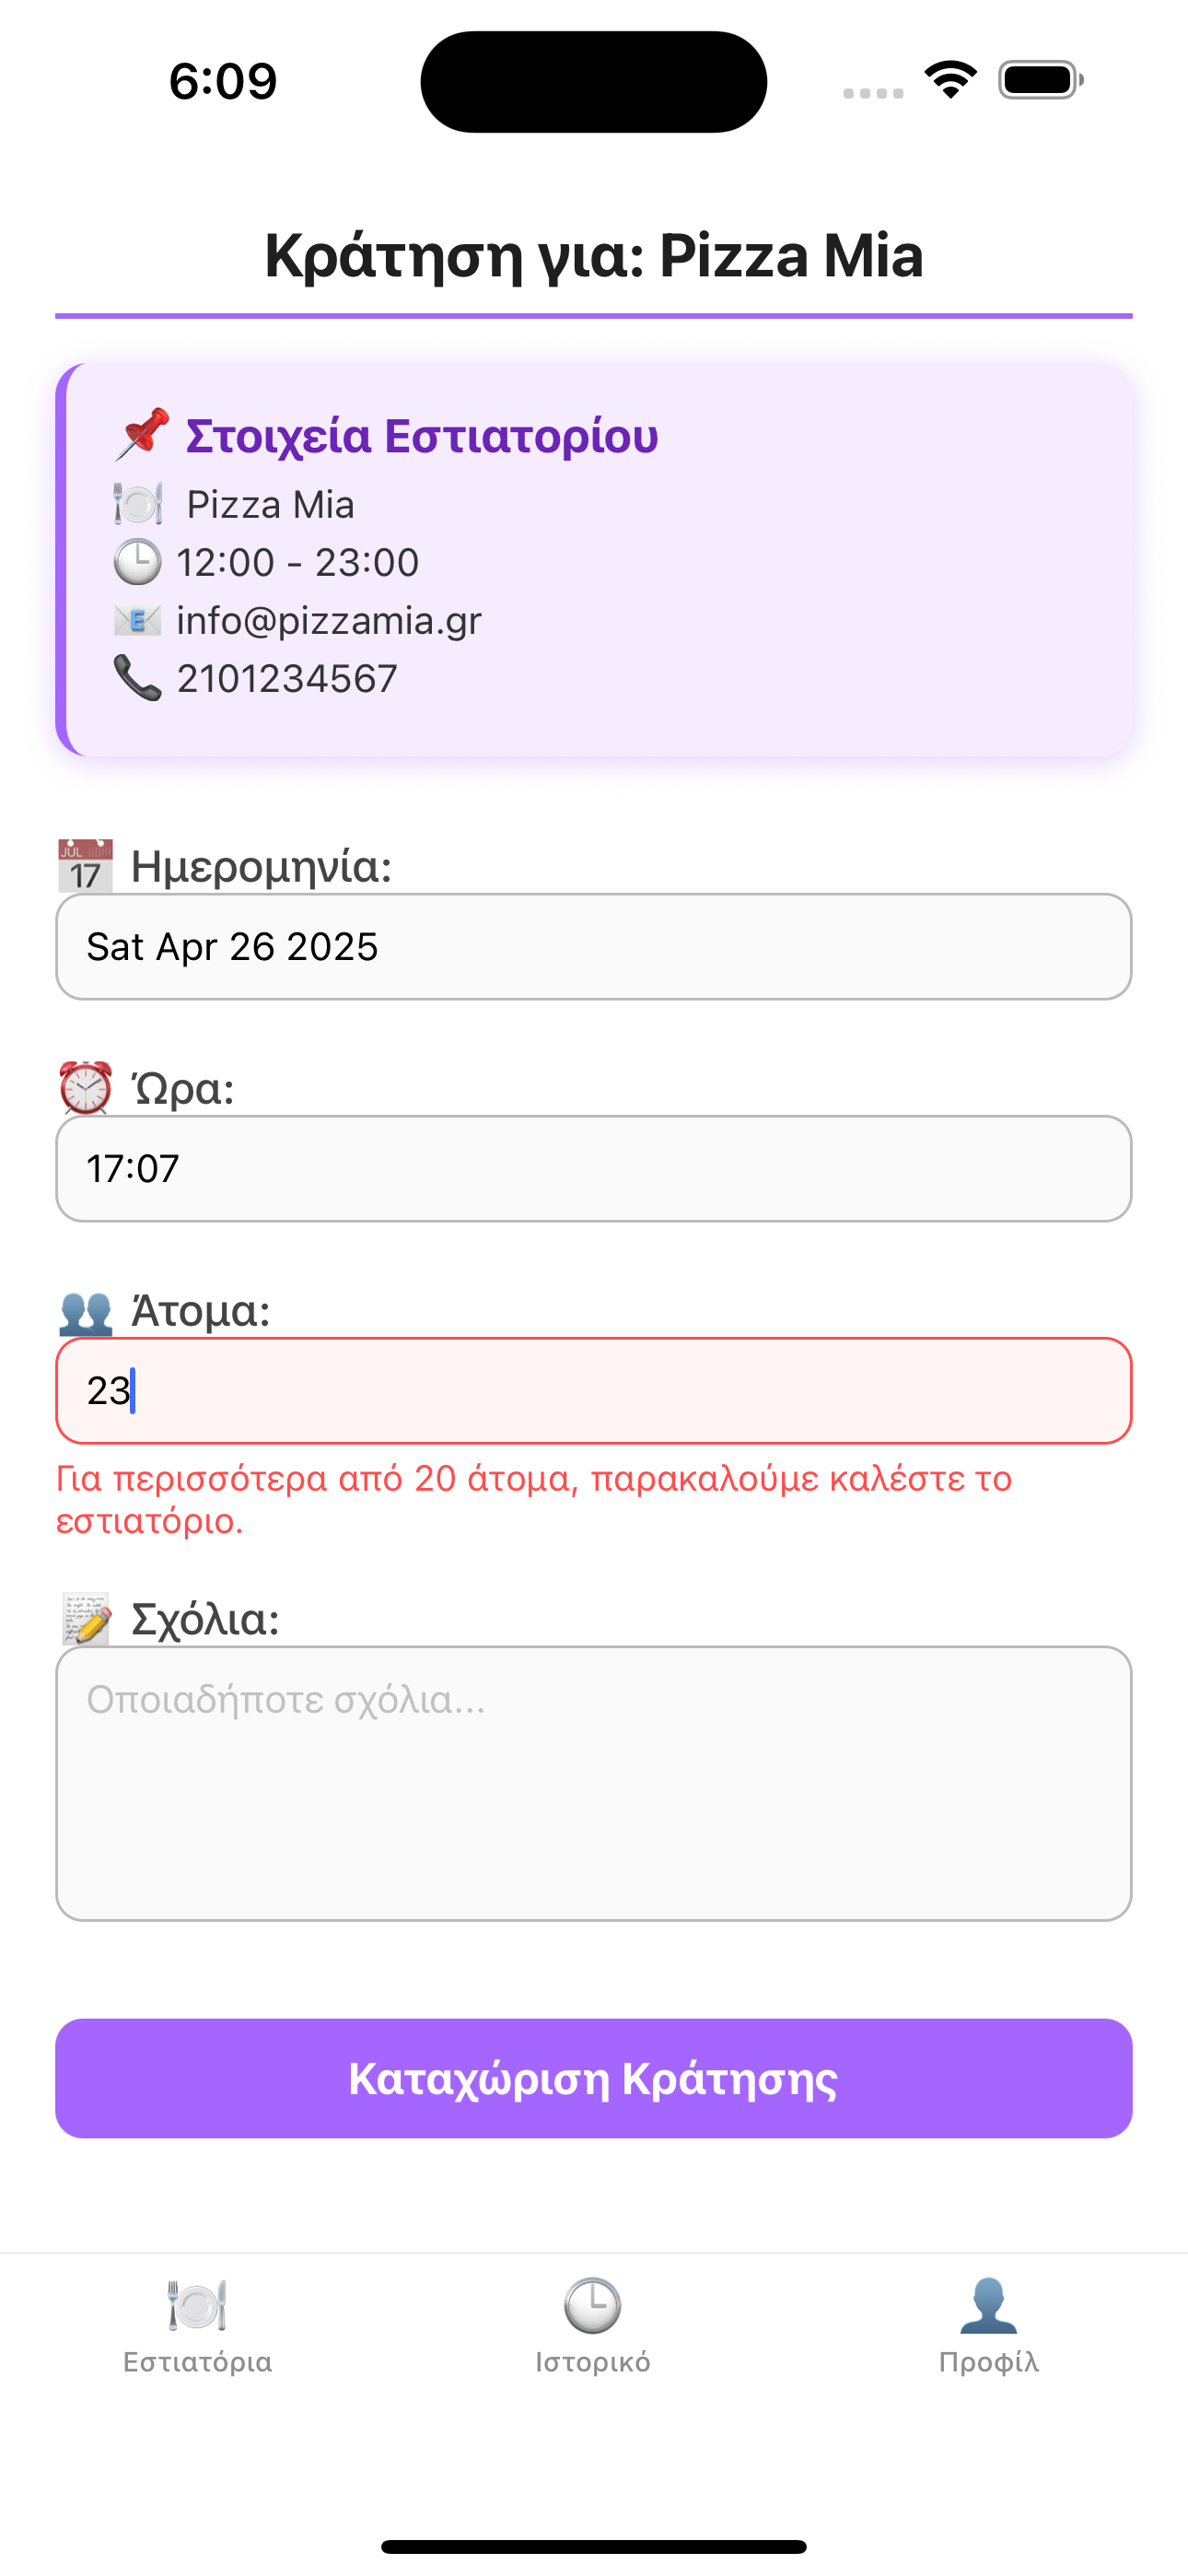 6:09
Κράτηση για: Pizza Mia
Στοιχεία Εστιατορίου
Pizza Mia
12:00 - 23:00
info@pizzamia.gr
2101234567
JUL
17
Ημερομηνία:
Sat Apr 26 2025
Ώρα:
17:07
Άτομα:
23
Για περισσότερα από 20 άτομα, παρακαλούμε καλέστε το
εστιατόριο.
Σχόλια:
Οποιαδήποτε σχόλια...
Καταχώριση Κράτησης
Εστιατόρια
Ιστορικό
Προφίλ